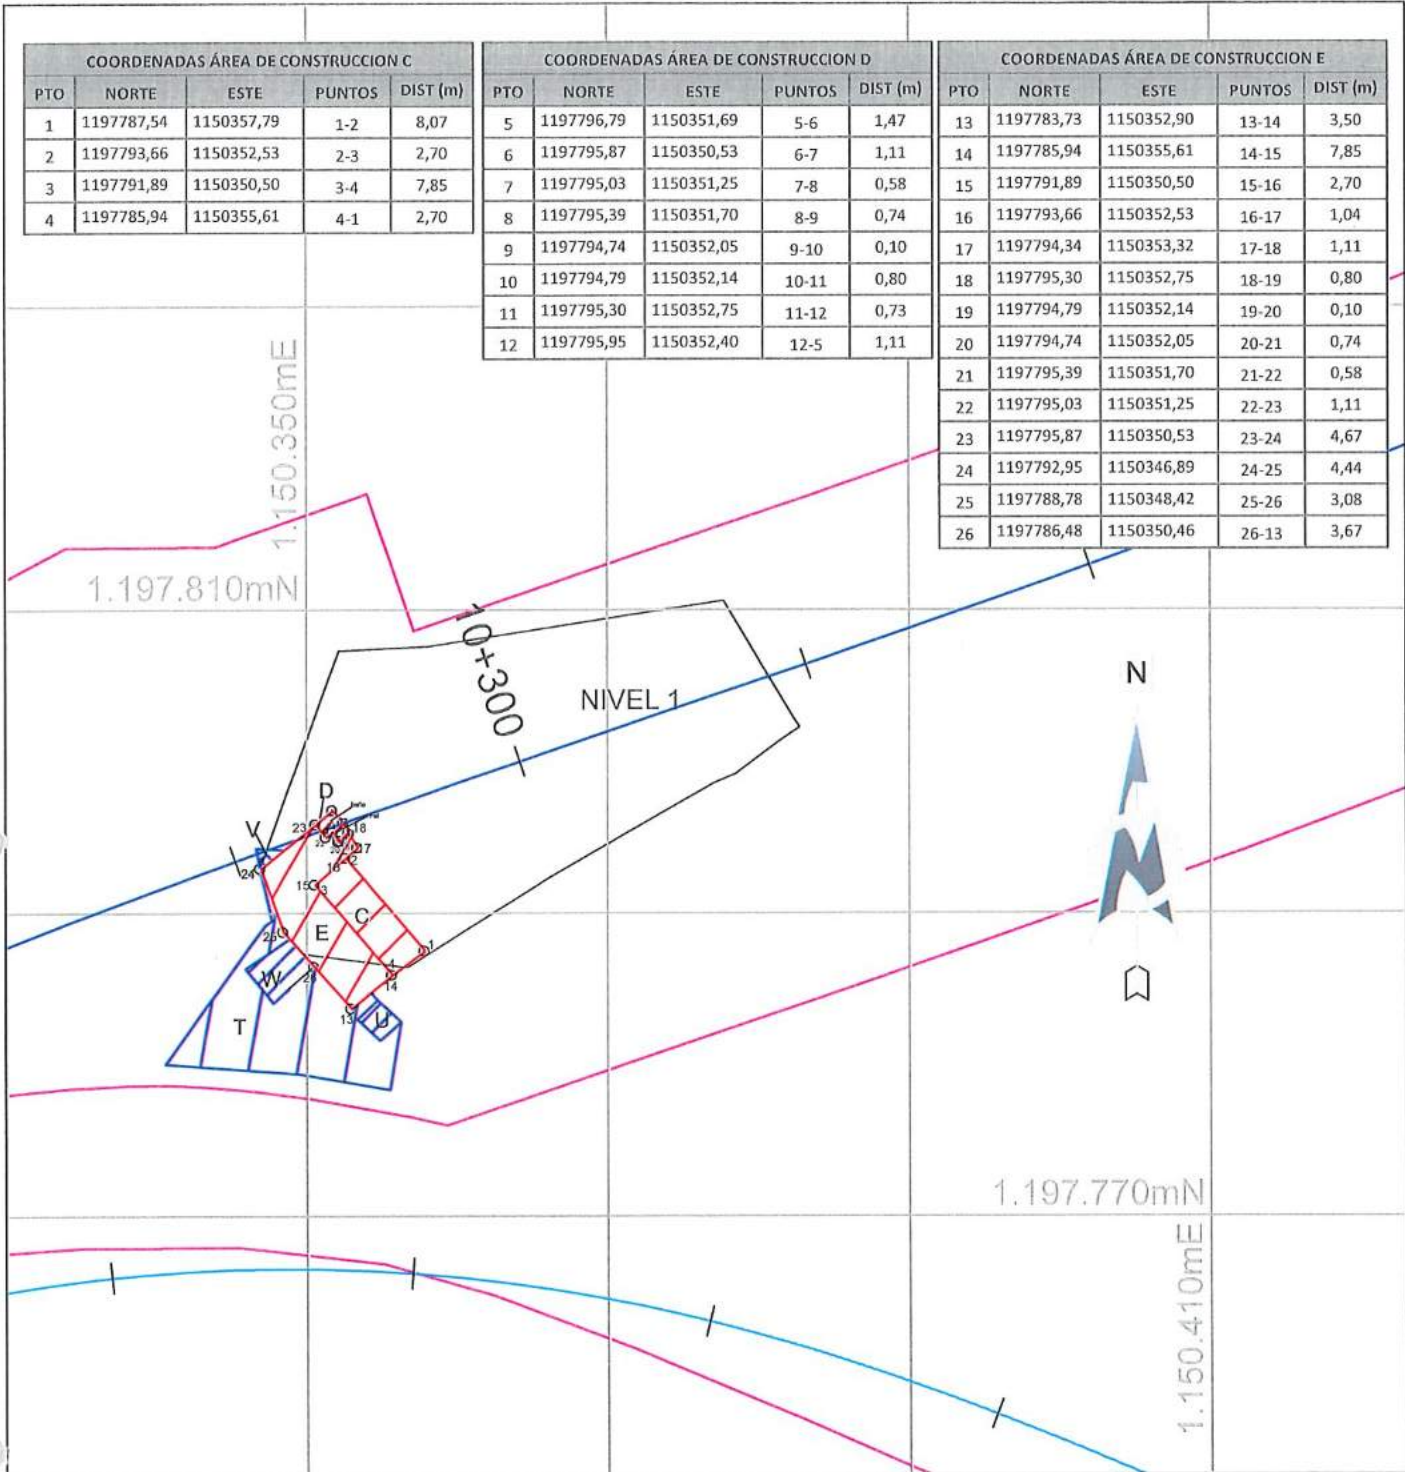 COORDENADAS ÁREA DE CONSTRUCCION C
PTO NORTE ESTE PUNTOS DIST (m)
1 1197787,54 1150357,79 1-2 8,07
2 1197793,66 1150352,53 2-3 2,70
3 1197791,89 1150350,50 3-4 7,85
4 1197785,94 1150355,61 4-1 2,70
COORDENADAS ÁREA DE CONSTRUCCION D
PTO NORTE ESTE PUNTOS DIST (m)
5 1197796,79 1150351,69 5-6 1,47
6 1197795,87 1150350,53 6-7 1,11
7 1197795,03 1150351,25 7-8 0,58
8 1197795,39 1150351,70 8-9 0,74
9 1197794,74 1150352,05 9-10 0,10
10 1197794,79 1150352,14 10-11 0,80
11 1197795,30 1150352,75 11-12 0,73
12 1197795,95 1150352,40 12-5 1,11
COORDENADAS ÁREA DE CONSTRUCCION E
PTO NORTE ESTE PUNTOS DIST (m)
13 1197783,73 1150352,90 13-14 3,50
14 1197785,94 1150355,61 14-15 7,85
15 1197791,89 1150350,50 15-16 2,70
16 1197793,66 1150352,53 16-17 1,04
17 1197794,34 1150353,32 17-18 1,11
18 1197795,30 1150352,75 18-19 0,80
19 1197794,79 1150352,14 19-20 0,10
20 1197794,74 1150352,05 20-21 0,74
21 1197795,39 1150351,70 21-22 0,58
22 1197795,03 1150351,25 22-23 1,11
23 1197795,87 1150350,53 23-24 4,67
24 1197792,95 1150346,89 24-25 4,44
25 1197788,78 1150348,42 25-26 3,08
26 1197786,48 1150350,46 26-13 3,67
1.150.350mE
1.197.810mN
10+300
NIVEL 1
N
D
23
18
V
17
24
2
16
15
3
C
25
E
1
4
26
14
W
13
U
T
1.197.770mN
1.150.410mE